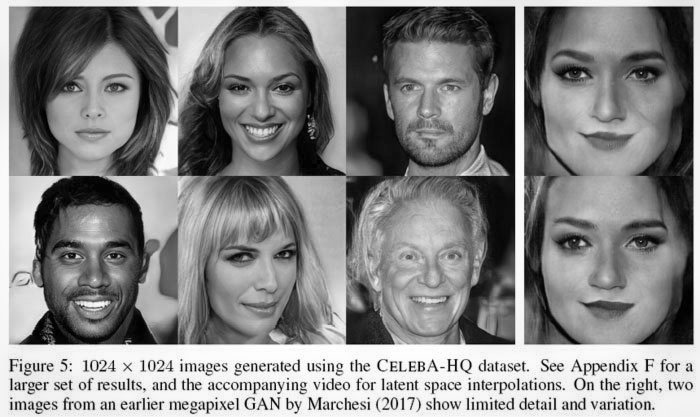 Figure 5: 1024 × 1024 images generated using the CELEBA-HQ dataset. See Appendix F for a
larger set of results, and the accompanying video for latent space interpolations. On the right, two
images from an earlier megapixel GAN by Marchesi (2017) show limited detail and variation.